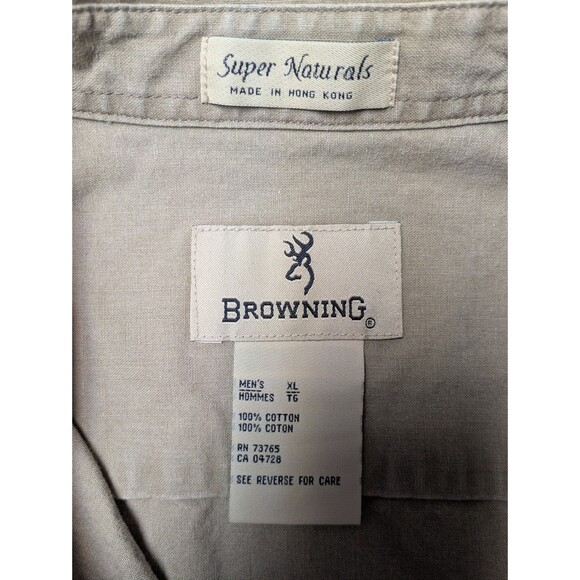 Super Naturals
MADE IN HONG KONG
BROWNING®
MEN'S XL
HOMMES TG
100% COTTON
100% COTON
RN 73765
CA 04728
SEE REVERSE FOR CARE